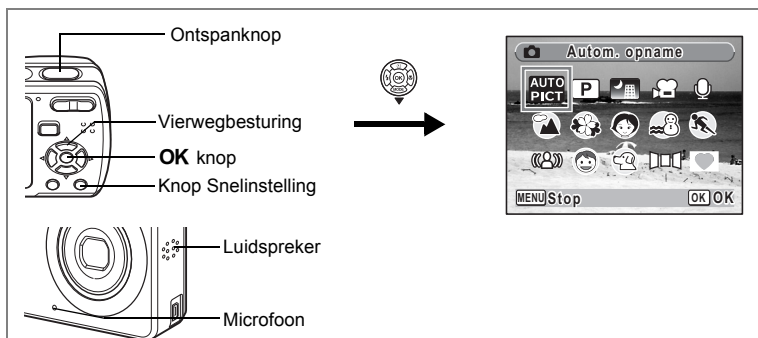 Ontspanknop
Vierwegbesturing
OK knop
Knop Snelinstelling
Luidspreker
Microfoon
Autom. opname
AUTO PICT
P
MENU Stop
OK OK